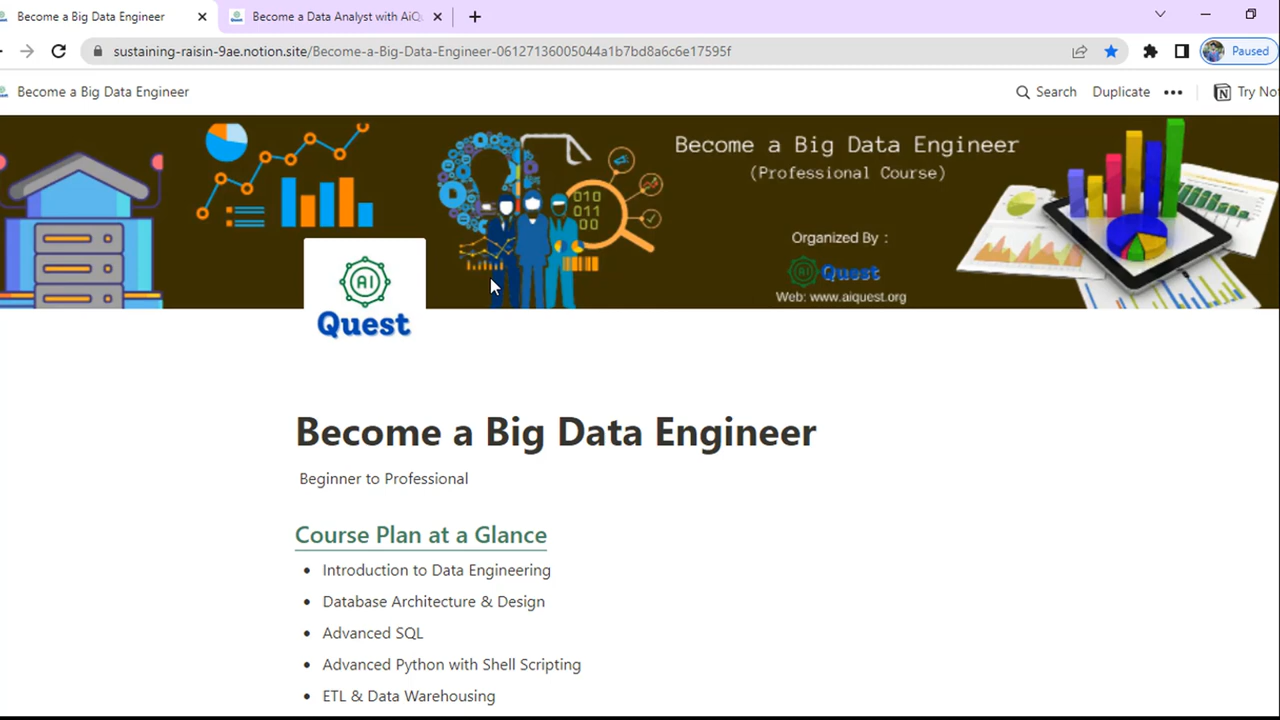 Become a Big Data Engineer
Become a Data Analyst with AiQ
sustaining-raisin-9ae.notion.site/Become-a-Big-Data-Engineer-06127136005044a1b7bd8a6c6e17595f
Paused
Become a Big Data Engineer
Search
Duplicate
Try No
Become a Big Data Engineer
(Professional Course)
010
011
00
Organized By :
AI Quest
Web: www.aiquest.org
AI
Quest
Become a Big Data Engineer
Beginner to Professional
Course Plan at a Glance
• Introduction to Data Engineering
• Database Architecture & Design
• Advanced SQL
• Advanced Python with Shell Scripting
• ETL & Data Warehousing